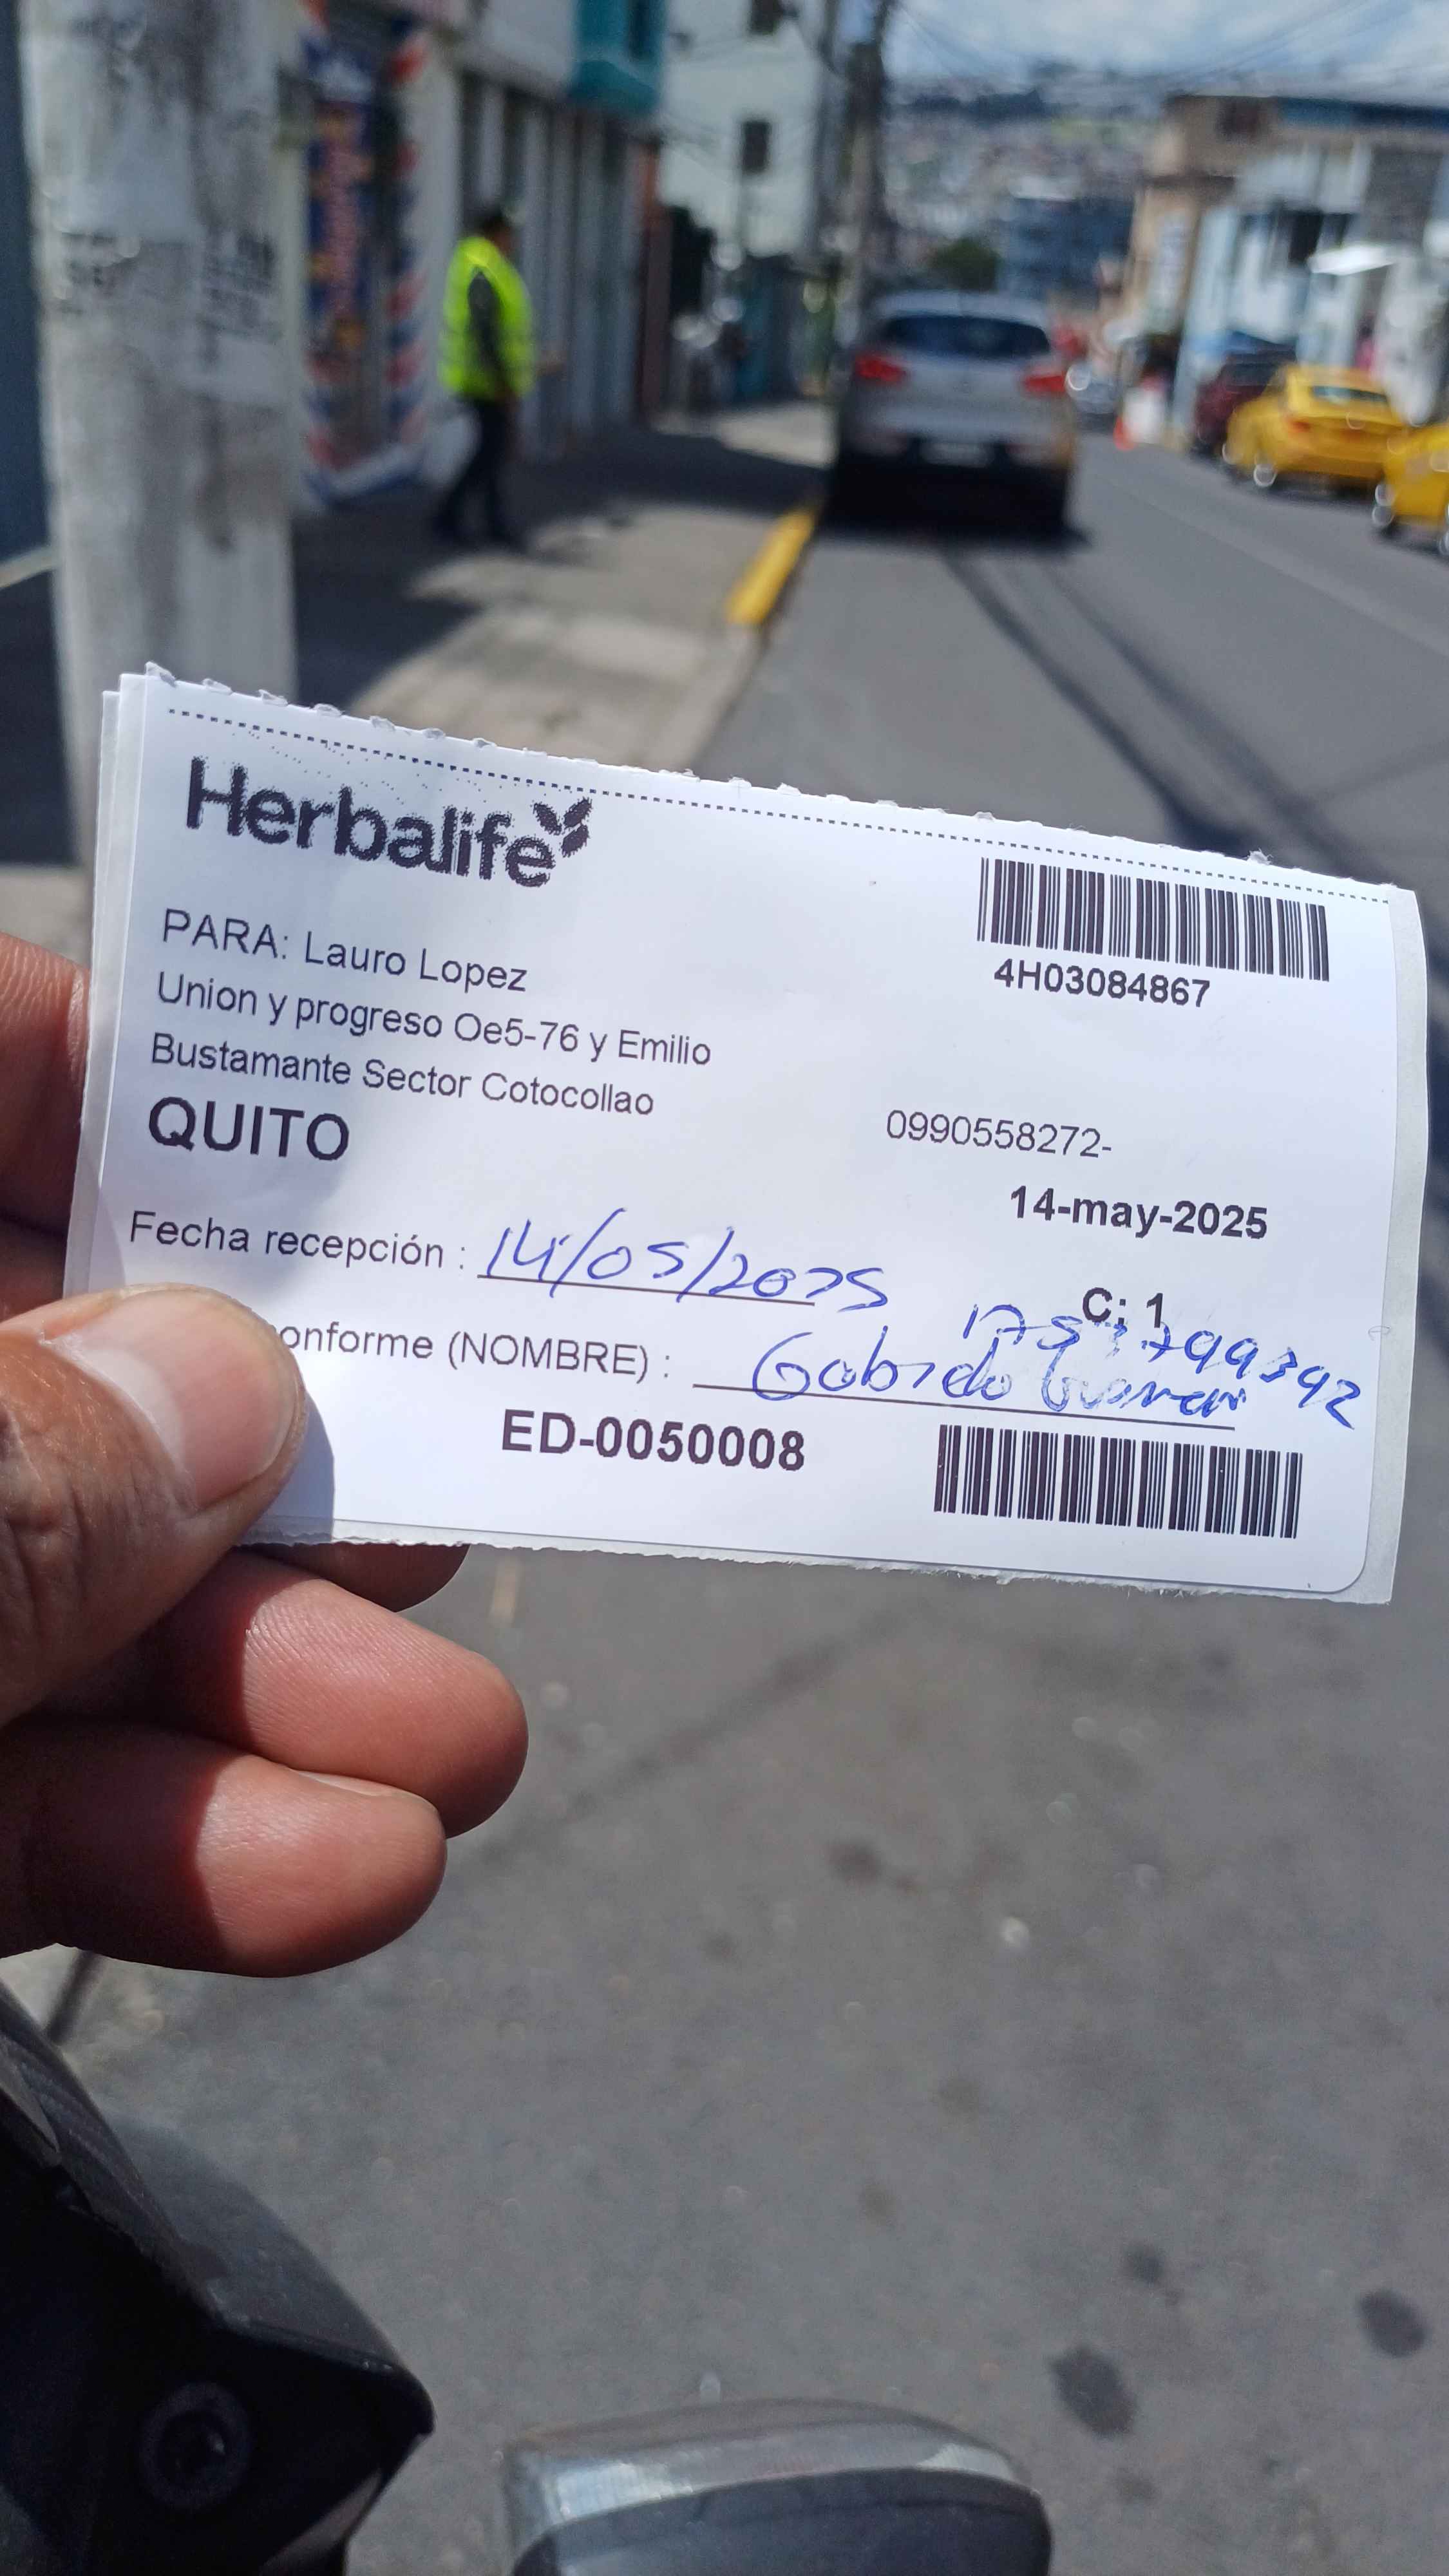 Herbalife
PARA: Lauro Lopez
Union y progreso Oe5-76 y Emilio
Bustamante Sector Cotocollao
QUITO
4H03084867
0990558272-
14-may-2025
Fecha recepción : 14/05/2025
C: 1
onforme (NOMBRE) :
ED-0050008